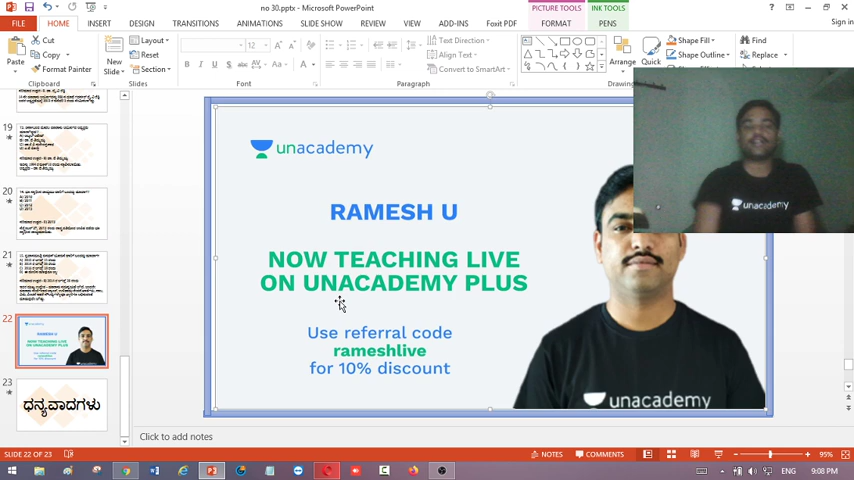 no 30.pptx - PowerPoint
PICTURE TOOLS
INK TOOLS
FILE
HOME
INSERT
DESIGN
TRANSITIONS
ANIMATIONS
SLIDE SHOW
REVIEW
VIEW
ADD-INS
Foxit PDF
FORMAT
PENS
Sign in
Cut
Copy
Format Painter
Paste
Clipboard
New Slide
Layout
Reset
Section
Slides
Font
Text Direction
Align Text
Convert to SmartArt
Paragraph
Arrange
Quick
Shape Fill
Shape Outline
Find
Replace
19
20
21
22
23
unacademy
RAMESH U
NOW TEACHING LIVE
ON UNACADEMY PLUS
Use referral code
rameshlive
for 10% discount
unacademy
unacademy
ಧನ್ಯವಾದಗಳು
Click to add notes
SLIDE 22 OF 23
NOTES
COMMENTS
95%
ENG
9:08 PM